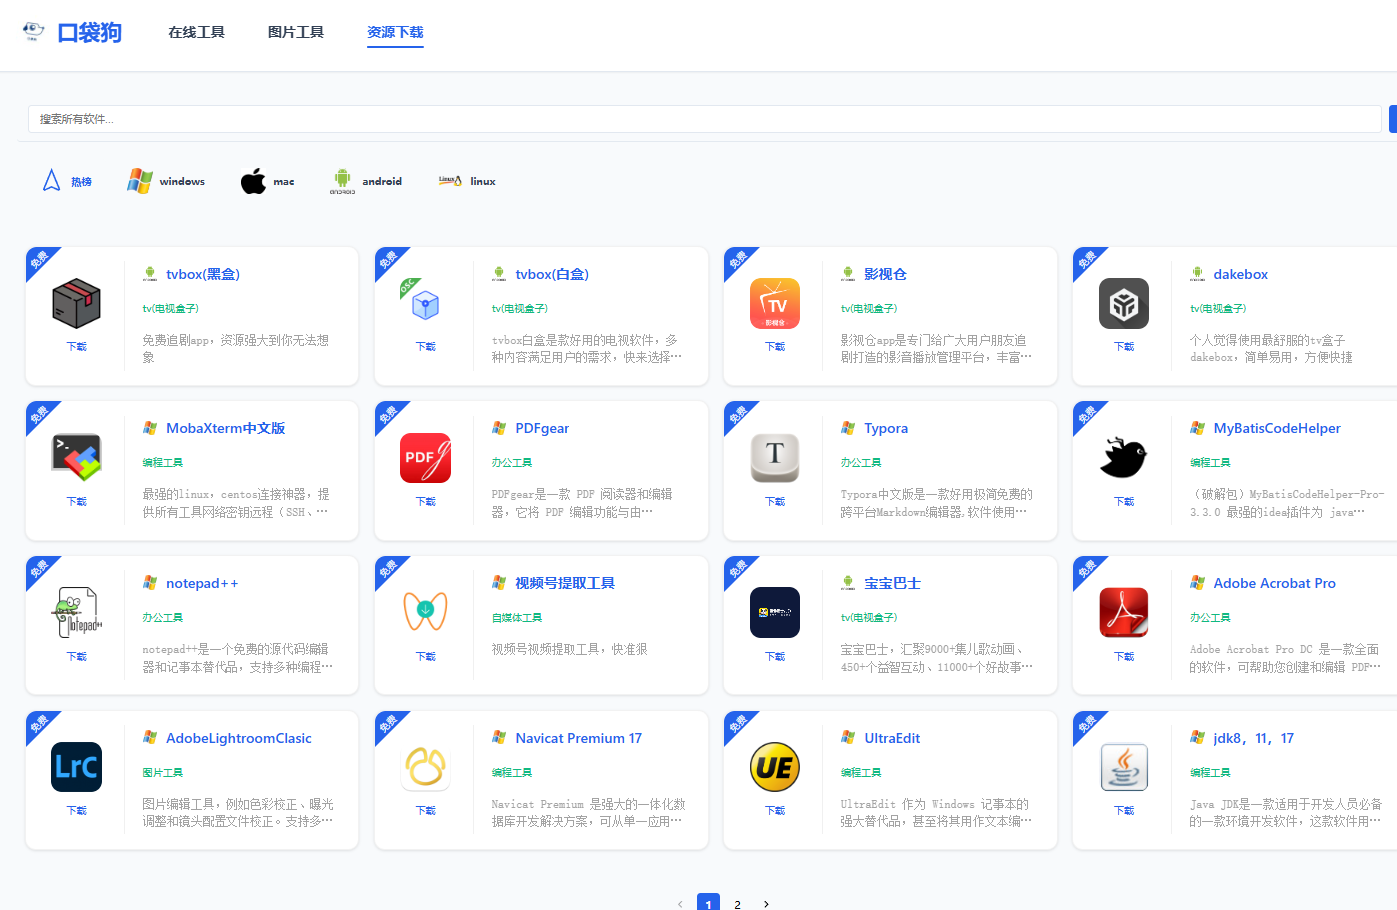 口袋狗
在线工具
图片工具
资源下载
搜索所有软件...
热榜
windows
mac
android
linux
免费
tvbox(黑盒)
tv(电视盒子)
下载
免费追剧app，资源强大到你无法想
象
免费
OSC
tvbox(白盒)
tv(电视盒子)
下载
tvbox白盒是款好用的电视软件，多
种内容满足用户的需求，快来选择…
免费
TV
影视仓
影视仓
tv(电视盒子)
下载
影视仓app是专门给广大用户朋友追
剧打造的影音播放管理平台，丰富…
免费
dakebox
tv(电视盒子)
下载
个人觉得使用最舒服的tv盒子
dakebox，简单易用，方便快捷
免费
MobaXterm中文版
编程工具
下载
最强的linux，centos连接神器，提
供所有工具网络密钥远程（SSH、…
免费
PDF
PDFgear
办公工具
下载
PDFgear是一款 PDF 阅读器和编辑
器，它将 PDF 编辑功能与由…
免费
T
Typora
办公工具
下载
Typora中文版是一款好用极简免费的
跨平台Markdown编辑器,软件使用…
免费
MyBatisCodeHelper
编程工具
下载
（破解包）MyBatisCodeHelper-Pro-
3.3.0 最强的idea插件为 java…
免费
Notepad++
notepad++
办公工具
下载
notepad++是一个免费的源代码编辑
器和记事本替代品，支持多种编程…
免费
视频号提取工具
自媒体工具
下载
视频号视频提取工具，快准狠
免费
宝宝巴士
tv(电视盒子)
下载
宝宝巴士，汇聚9000+集儿歌动画、
450+个益智互动、11000+个好故事…
免费
Adobe Acrobat Pro
办公工具
下载
Adobe Acrobat Pro DC 是一款全面
的软件，可帮助您创建和编辑 PDF…
免费
LrC
AdobeLightroomClasic
图片工具
下载
图片编辑工具，例如色彩校正、曝光
调整和镜头配置文件校正。支持多…
免费
Navicat Premium 17
编程工具
下载
Navicat Premium 是强大的一体化数
据库开发解决方案，可从单一应用…
免费
UE
UltraEdit
编程工具
下载
UltraEdit 作为 Windows 记事本的
强大替代品，甚至将其用作文本编…
免费
jdk8，11，17
编程工具
下载
Java JDK是一款适用于开发人员必备
的一款环境开发软件，这款软件用…
1
2